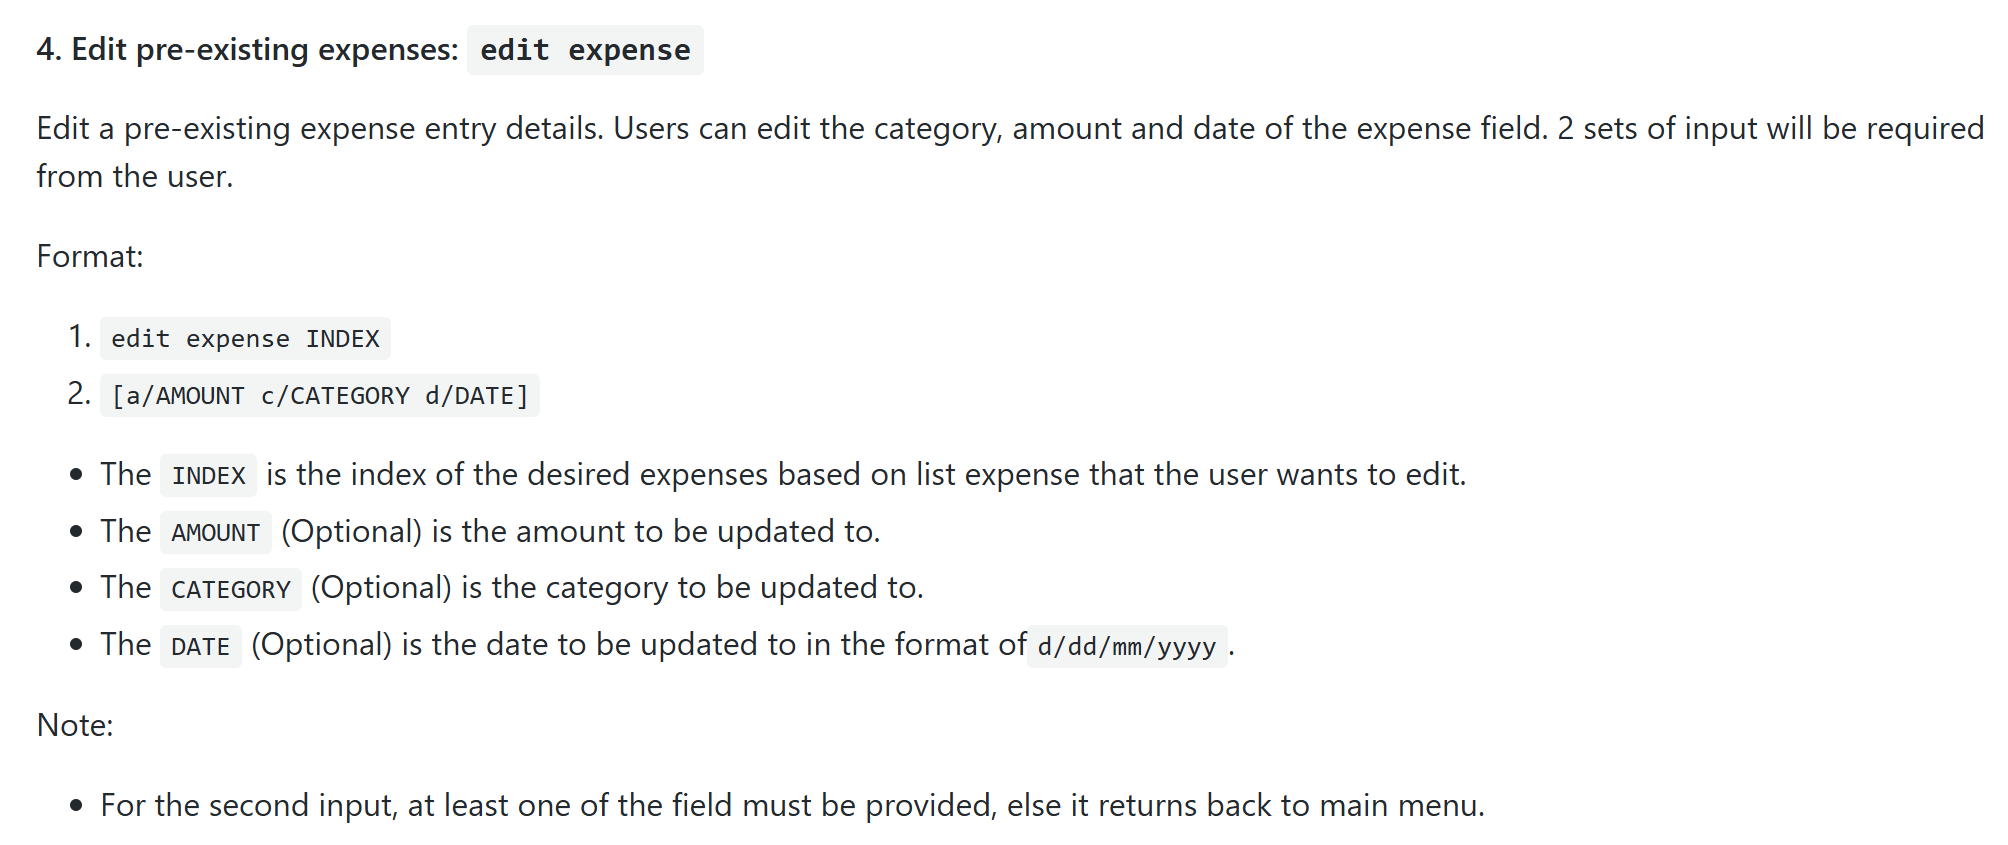 4. Edit pre-existing expenses: edit expense
Edit a pre-existing expense entry details. Users can edit the category, amount and date of the expense field. 2 sets of input will be required
from the user.
Format:
1. edit expense INDEX
2. [a/AMOUNT c/CATEGORY d/DATE]
• The INDEX is the index of the desired expenses based on list expense that the user wants to edit.
• The AMOUNT (Optional) is the amount to be updated to.
• The CATEGORY (Optional) is the category to be updated to.
• The DATE (Optional) is the date to be updated to in the format of d/dd/mm/yyyy.
Note:
• For the second input, at least one of the field must be provided, else it returns back to main menu.